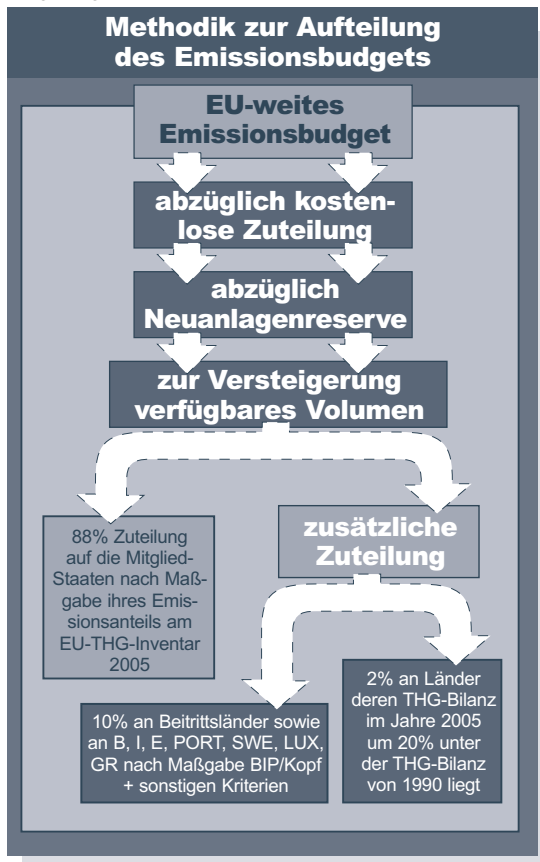 Methodik zur Aufteilung
des Emissionsbudgets
EU-weites
Emissionsbudget
abzüglich kosten-
lose Zuteilung
abzüglich
Neuanlagenreserve
zur Versteigerung
verfügbares Volumen
88% Zuteilung
auf die Mitglied-
Staaten nach Maß-
gabe ihres Emis-
sionsanteils am
EU-THG-Inventar
2005
zusätzliche
Zuteilung
10% an Beitrittsländer sowie
an B, I, E, PORT, SWE, LUX,
GR nach Maßgabe BIP/Kopf
+ sonstigen Kriterien
2% an Länder
deren THG-Bilanz
im Jahre 2005
um 20% unter
der THG-Bilanz
von 1990 liegt